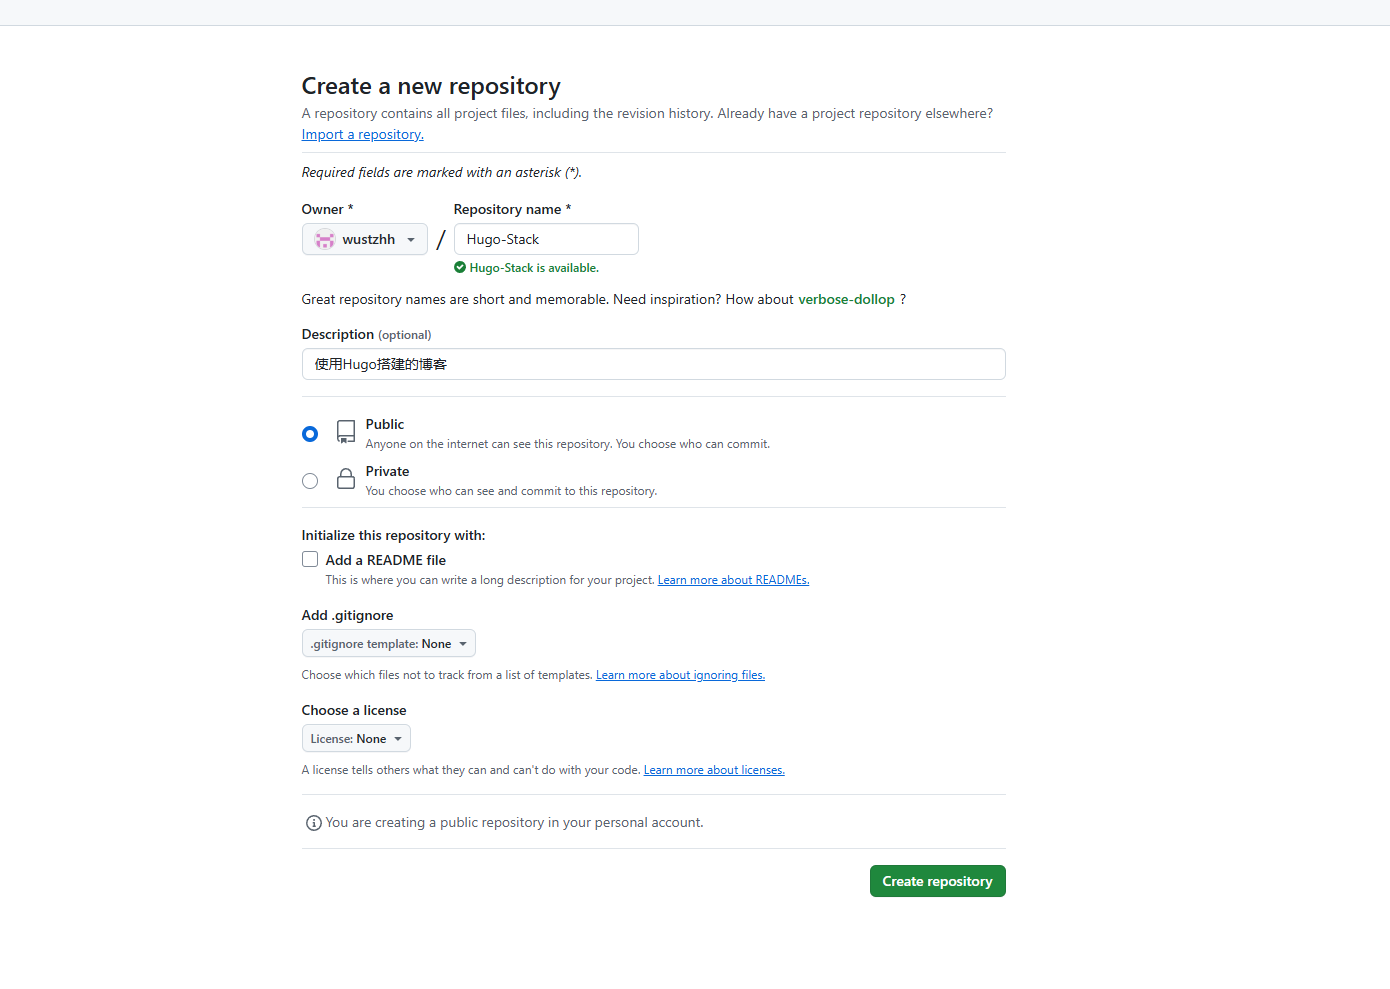 Create a new repository
A repository contains all project files, including the revision history. Already have a project repository elsewhere?
Import a repository.
Required fields are marked with an asterisk (*).
Owner * Repository name *
wustzhh / Hugo-Stack
Hugo-Stack is available.
Great repository names are short and memorable. Need inspiration? How about verbose-dollop ?
Description (optional)
使用Hugo搭建的博客
Public
Anyone on the internet can see this repository. You choose who can commit.
Private
You choose who can see and commit to this repository.
Initialize this repository with:
Add a README file
This is where you can write a long description for your project. Learn more about READMEs.
Add .gitignore
.gitignore template: None
Choose which files not to track from a list of templates. Learn more about ignoring files.
Choose a license
License: None
A license tells others what they can and can't do with your code. Learn more about licenses.
You are creating a public repository in your personal account.
Create repository